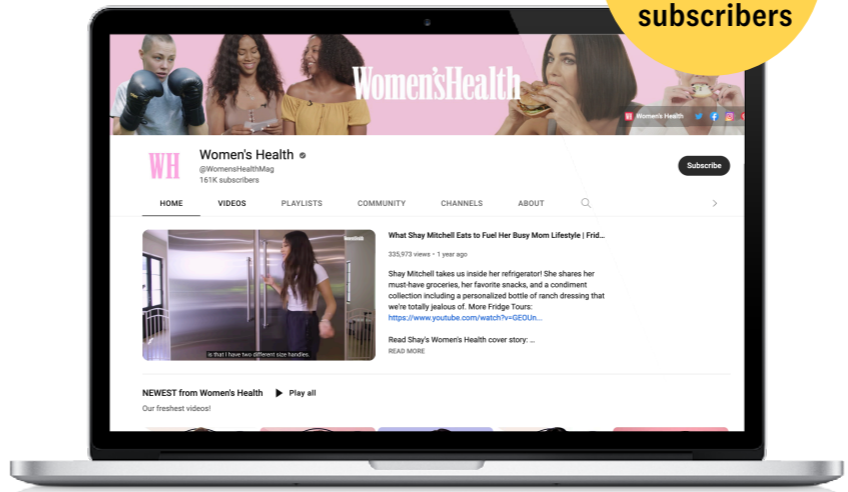 subscribers
Women'sHealth
Women's Health
WH
Women's Health
@WomensHealthMag
161K subscribers
Subscribe
HOME VIDEOS PLAYLISTS COMMUNITY CHANNELS ABOUT
What Shay Mitchell Eats to Fuel Her Busy Mom Lifestyle | Frid...
335,973 views • 1 year ago
Shay Mitchell takes us inside her refrigerator! She shares her
must-have groceries, her favorite snacks, and a condiment
collection including a personalized bottle of ranch dressing that
we're totally jealous of. More Fridge Tours:
https://www.youtube.com/watch?v=GEOUn...
Read Shay's Women's Health cover story: ...
READ MORE
is that I have two different size handles.
NEWEST from Women's Health Play all
Our freshest videos!